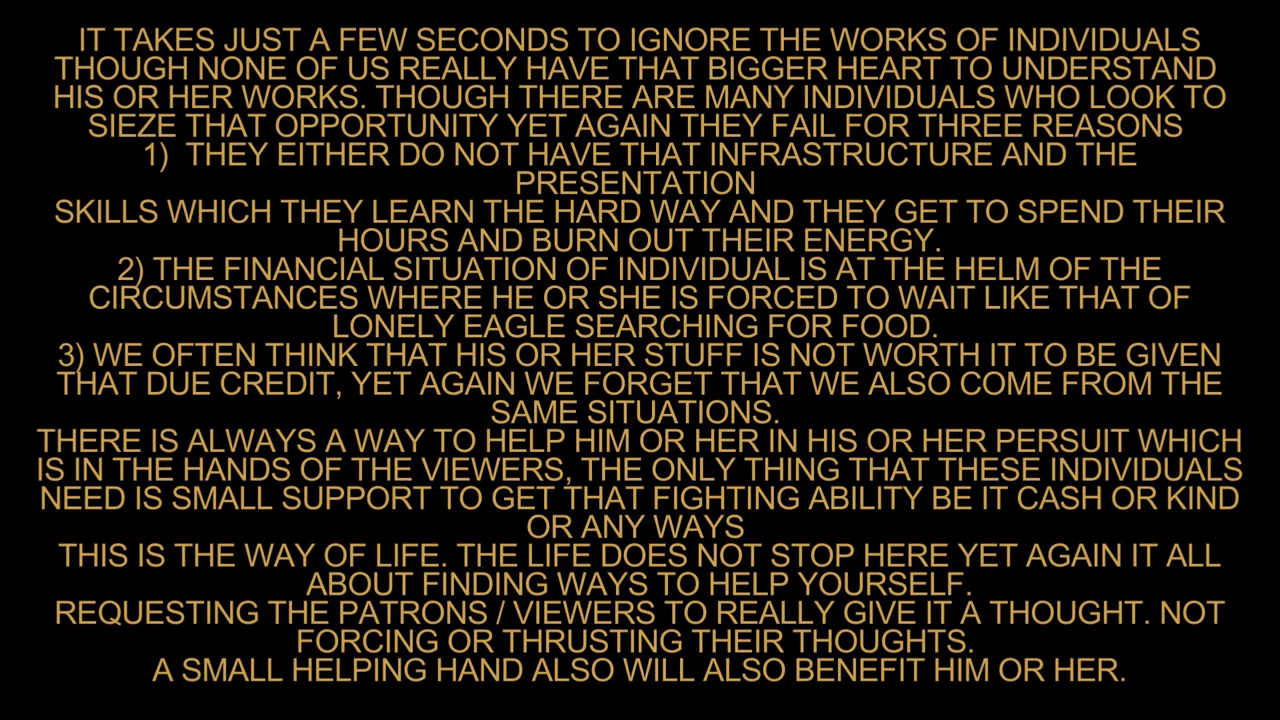 IT TAKES JUST A FEW SECONDS TO IGNORE THE WORKS OF INDIVIDUALS
THOUGH NONE OF US REALLY HAVE THAT BIGGER HEART TO UNDERSTAND
HIS OR HER WORKS. THOUGH THERE ARE MANY INDIVIDUALS WHO LOOK TO
SIEZE THAT OPPORTUNITY YET AGAIN THEY FAIL FOR THREE REASONS
1)  THEY EITHER DO NOT HAVE THAT INFRASTRUCTURE AND THE
PRESENTATION
SKILLS WHICH THEY LEARN THE HARD WAY AND THEY GET TO SPEND THEIR
HOURS AND BURN OUT THEIR ENERGY.
2) THE FINANCIAL SITUATION OF INDIVIDUAL IS AT THE HELM OF THE
CIRCUMSTANCES WHERE HE OR SHE IS FORCED TO WAIT LIKE THAT OF
LONELY EAGLE SEARCHING FOR FOOD.
3) WE OFTEN THINK THAT HIS OR HER STUFF IS NOT WORTH IT TO BE GIVEN
THAT DUE CREDIT, YET AGAIN WE FORGET THAT WE ALSO COME FROM THE
SAME SITUATIONS.
THERE IS ALWAYS A WAY TO HELP HIM OR HER IN HIS OR HER PERSUIT WHICH
IS IN THE HANDS OF THE VIEWERS, THE ONLY THING THAT THESE INDIVIDUALS
NEED IS SMALL SUPPORT TO GET THAT FIGHTING ABILITY BE IT CASH OR KIND
OR ANY WAYS
THIS IS THE WAY OF LIFE. THE LIFE DOES NOT STOP HERE YET AGAIN IT ALL
ABOUT FINDING WAYS TO HELP YOURSELF.
REQUESTING THE PATRONS / VIEWERS TO REALLY GIVE IT A THOUGHT. NOT
FORCING OR THRUSTING THEIR THOUGHTS.
A SMALL HELPING HAND ALSO WILL ALSO BENEFIT HIM OR HER.